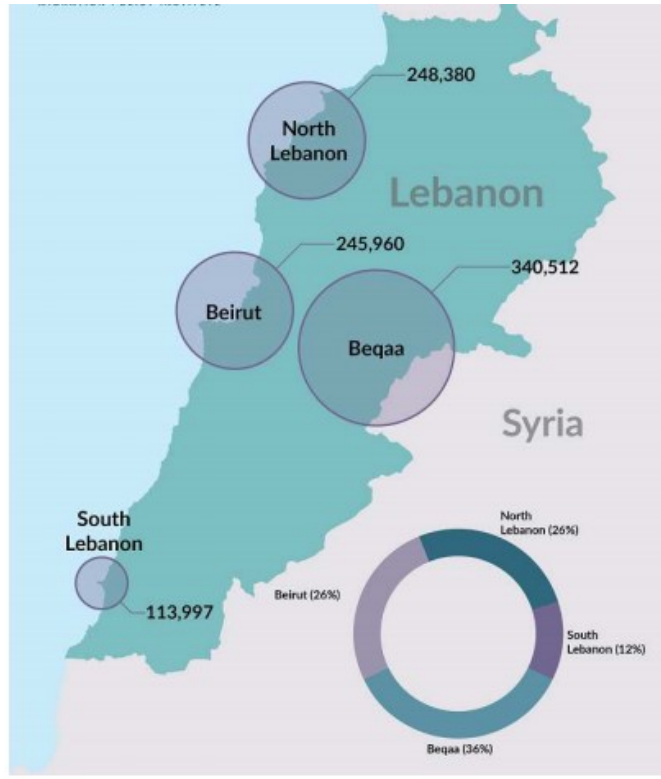 248,380
North
Lebanon
Lebanon
245,960
340,512
Beirut
Beqaa
Syria
South
Lebanon
113,997
North
Lebanon (26%)
Beirut (26%)
South
Lebanon (12%)
Beqaa (36%)